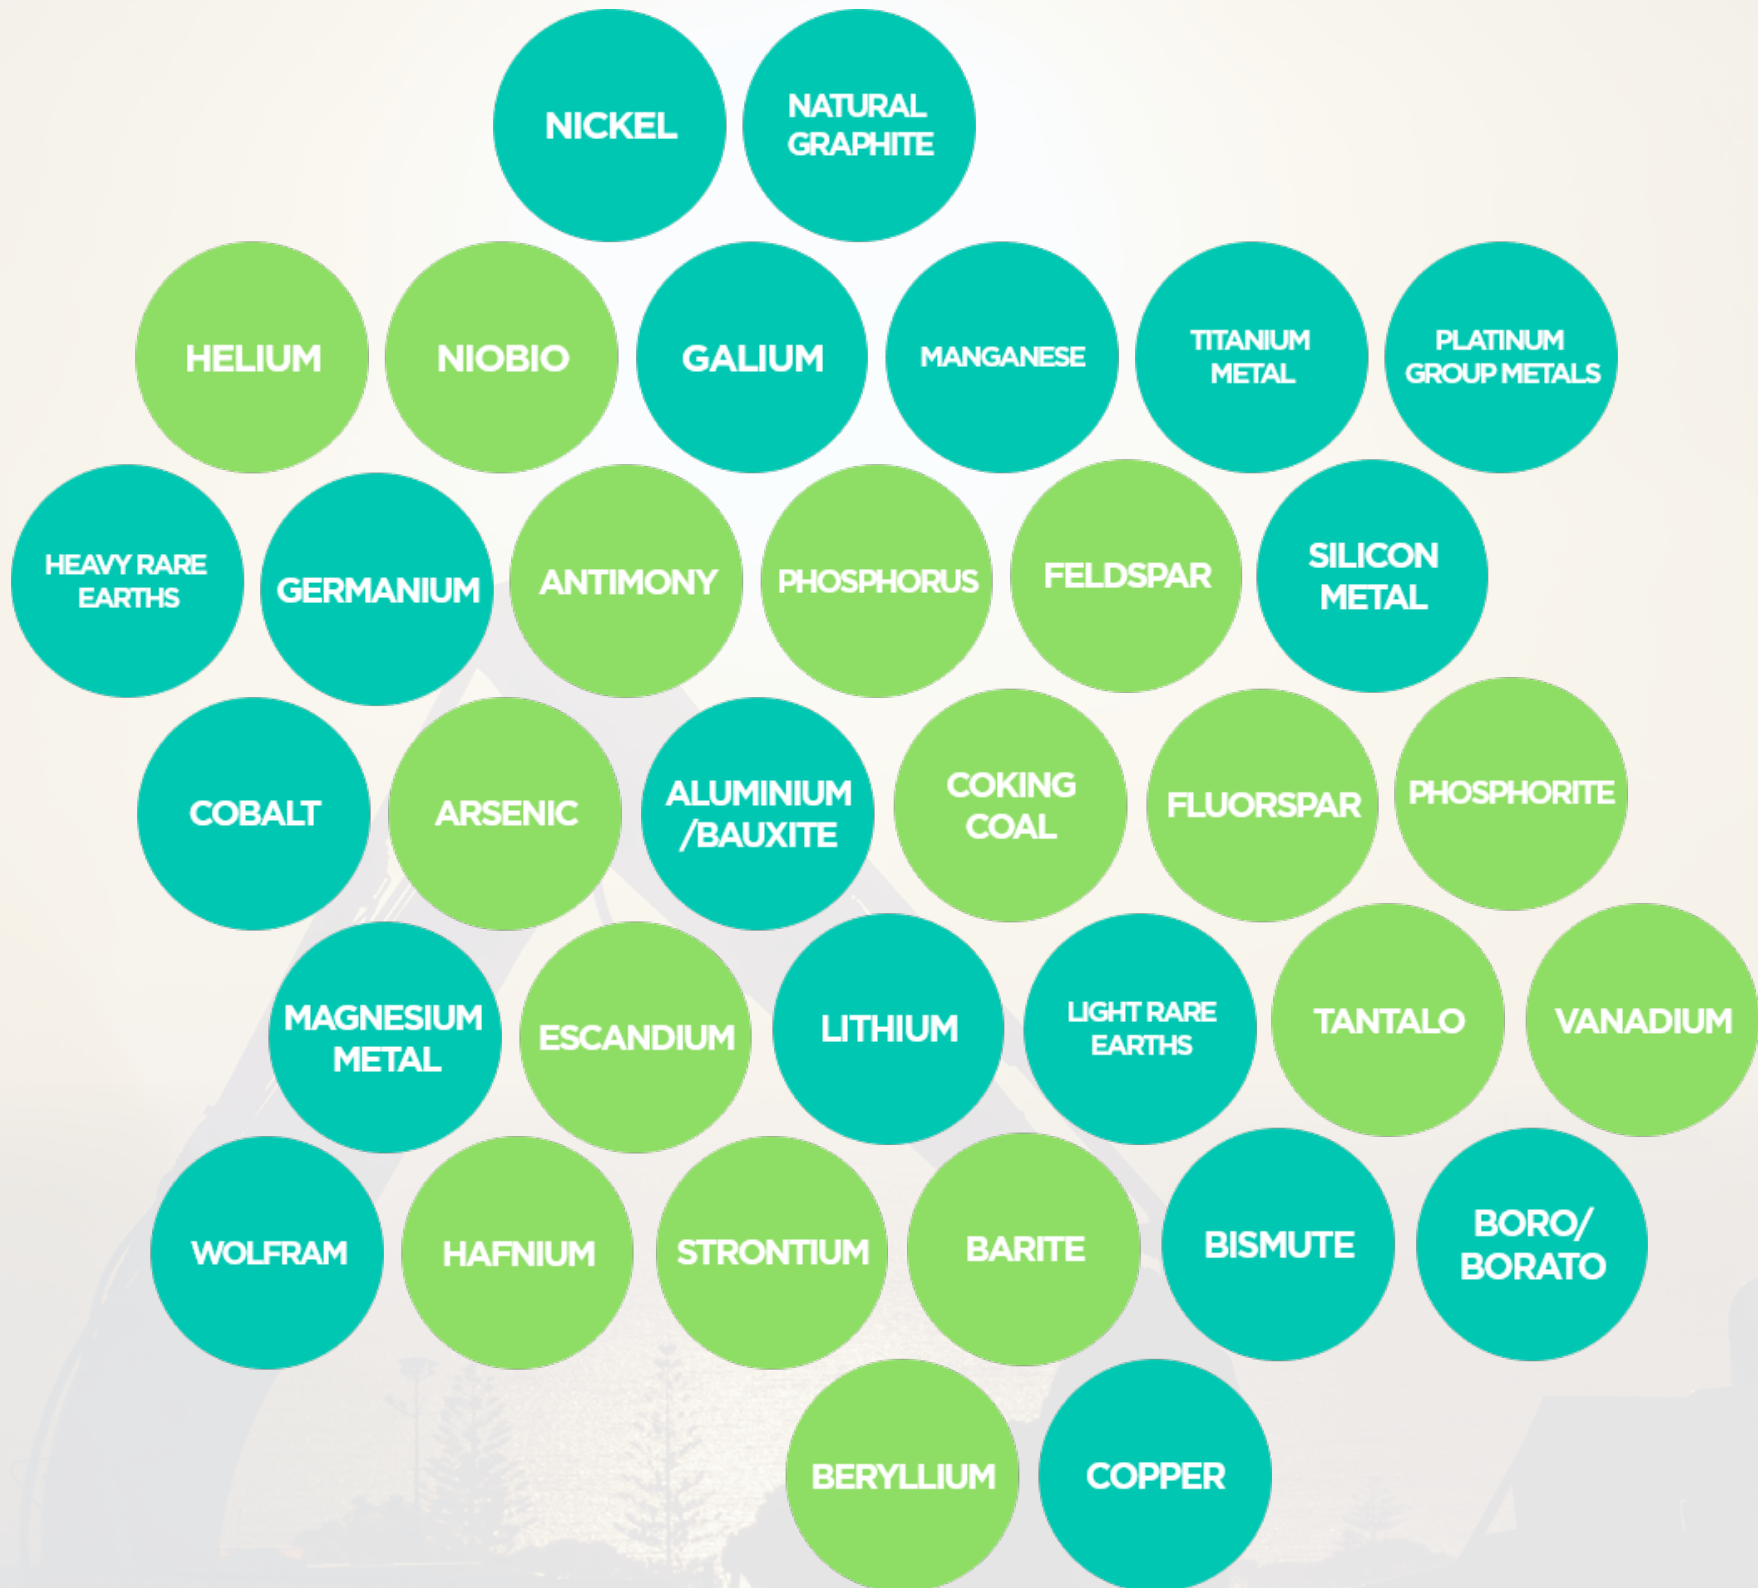 NICKEL
NATURAL
GRAPHITE
HELIUM
NIOBIO
GALIUM
MANGANESE
TITANIUM
METAL
PLATINUM
GROUP METALS
HEAVY RARE
EARTHS
GERMANIUM
ANTIMONY
PHOSPHORUS
FELDSPAR
SILICON
METAL
COBALT
ARSENIC
ALUMINIUM
/BAUXITE
COKING
COAL
FLUORSPAR
PHOSPHORITE
MAGNESIUM
METAL
ESCANDIUM
LITHIUM
LIGHT RARE
EARTHS
TANTALO
VANADIUM
WOLFRAM
HAFNIUM
STRONTIUM
BARITE
BISMUTE
BORO/
BORATO
BERYLLIUM
COPPER